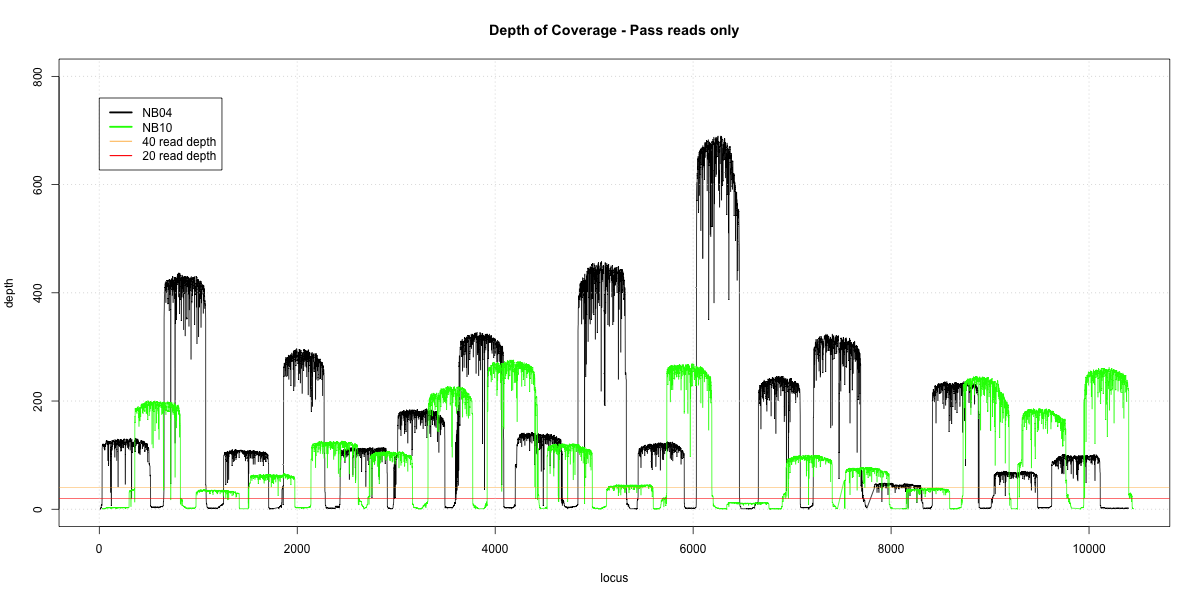 Depth of Coverage - Pass reads only
NB04
NB10
40 read depth
20 read depth
depth
0
200
400
600
800
0
2000
4000
6000
8000
10000
locus